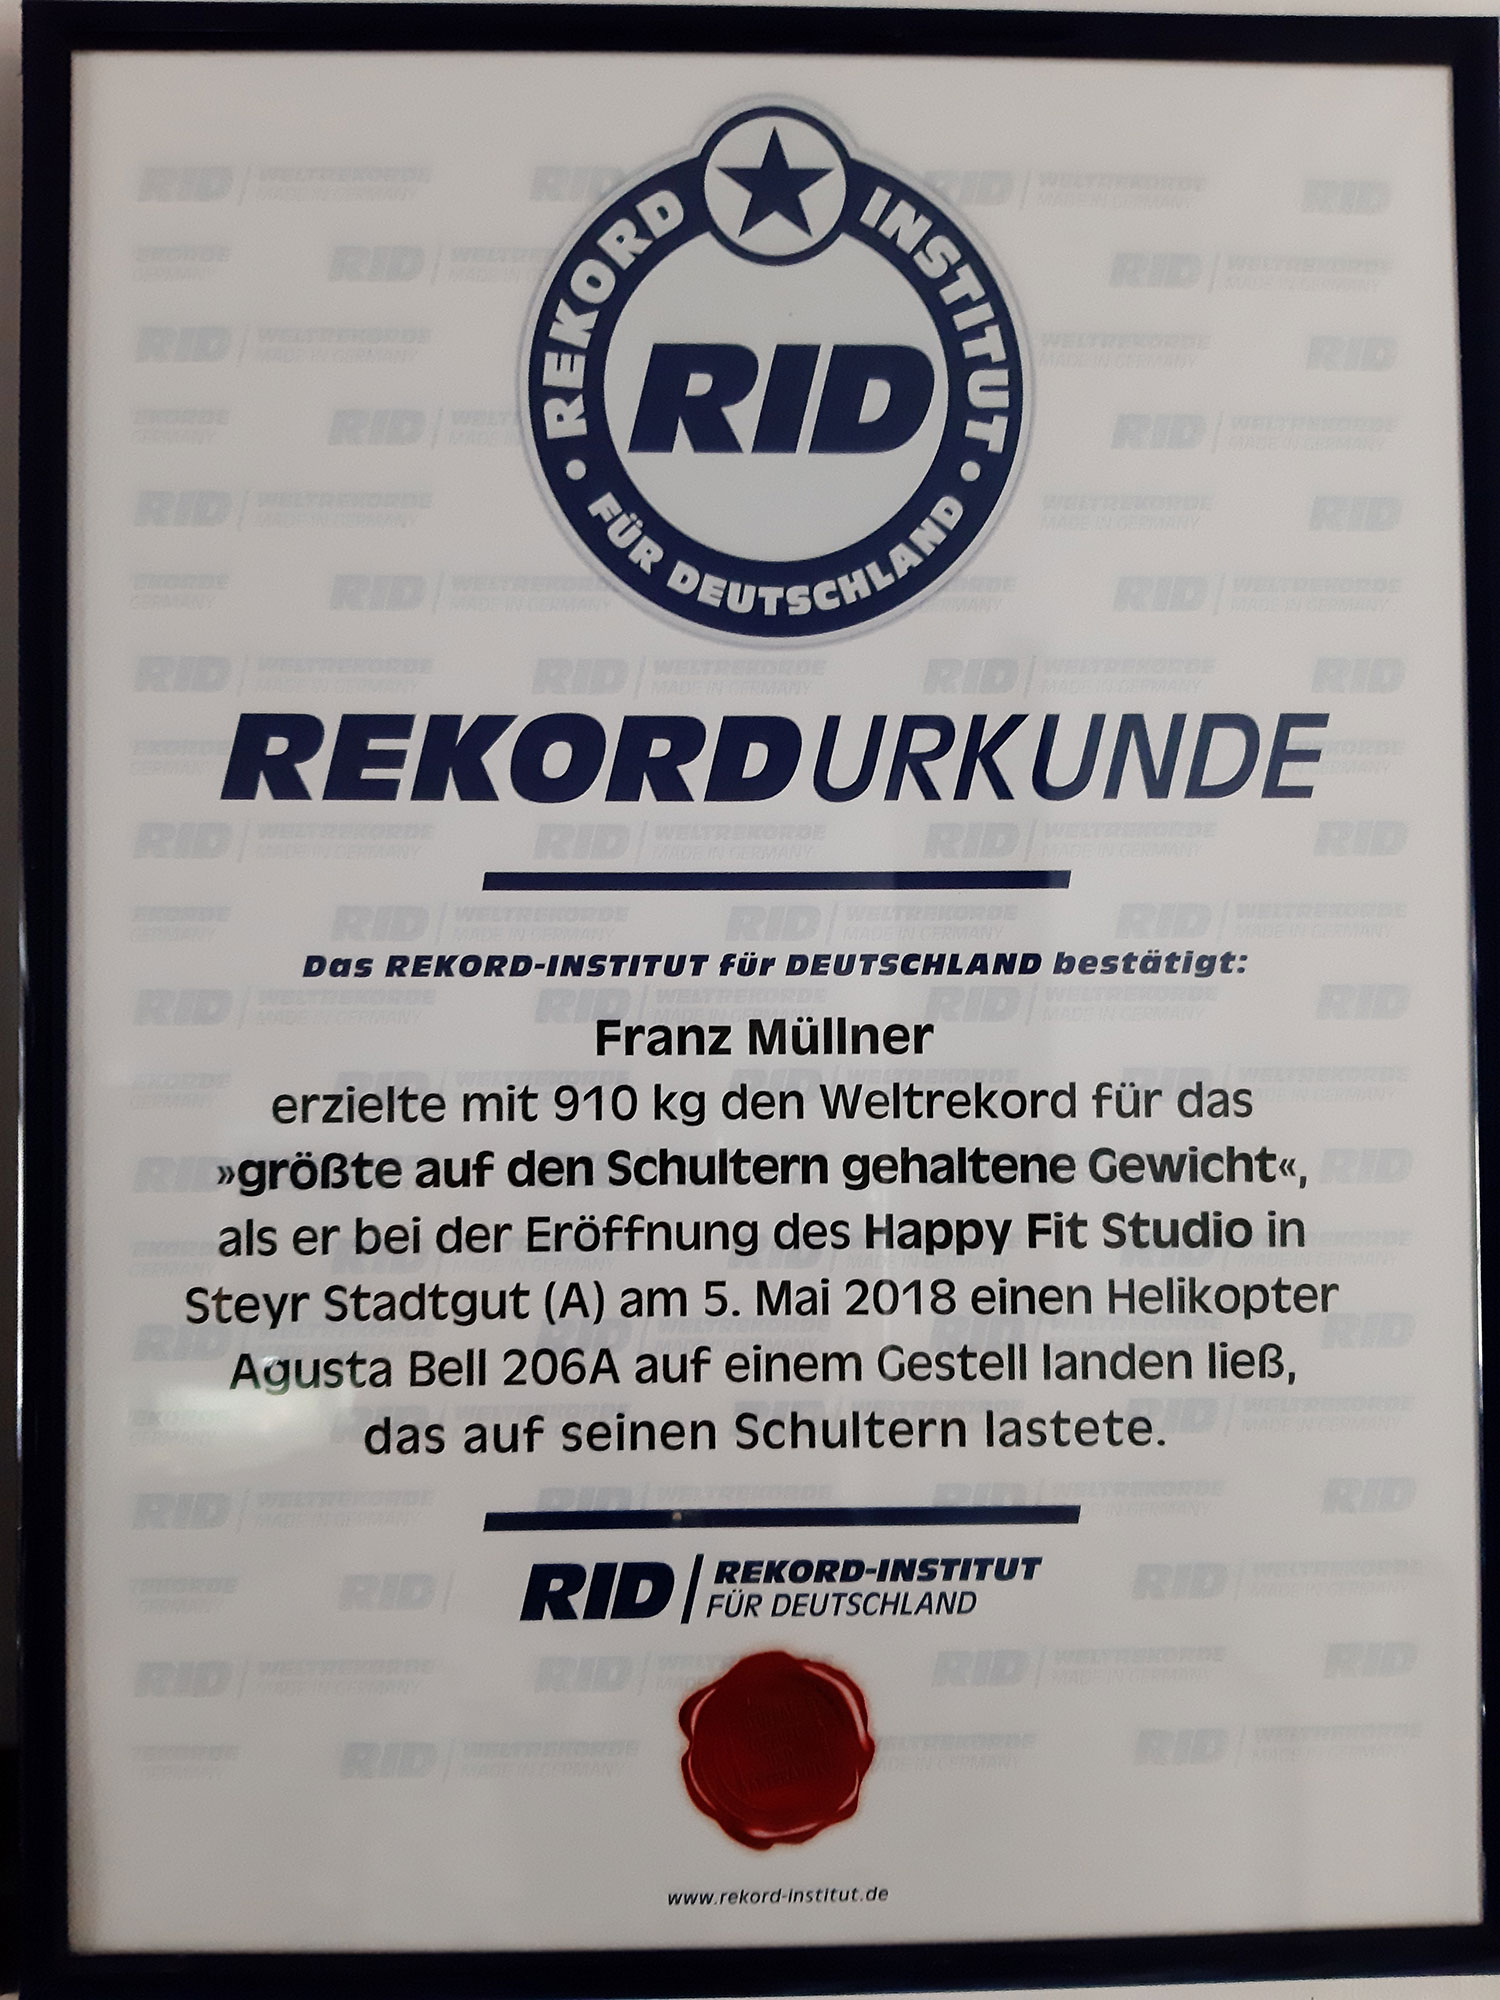 REKORD INSTITUT
RID
FÜR DEUTSCHLAND
REKORDURKUNDE
Das REKORD-INSTITUT für DEUTSCHLAND bestätigt:
Franz Müllner
erzielte mit 910 kg den Weltrekord für das
»größte auf den Schultern gehaltene Gewicht«,
als er bei der Eröffnung des Happy Fit Studio in
Steyr Stadtgut (A) am 5. Mai 2018 einen Helikopter
Agusta Bell 206A auf einem Gestell landen ließ,
das auf seinen Schultern lastete.
RID | REKORD-INSTITUT
FÜR DEUTSCHLAND
www.rekord-institut.de